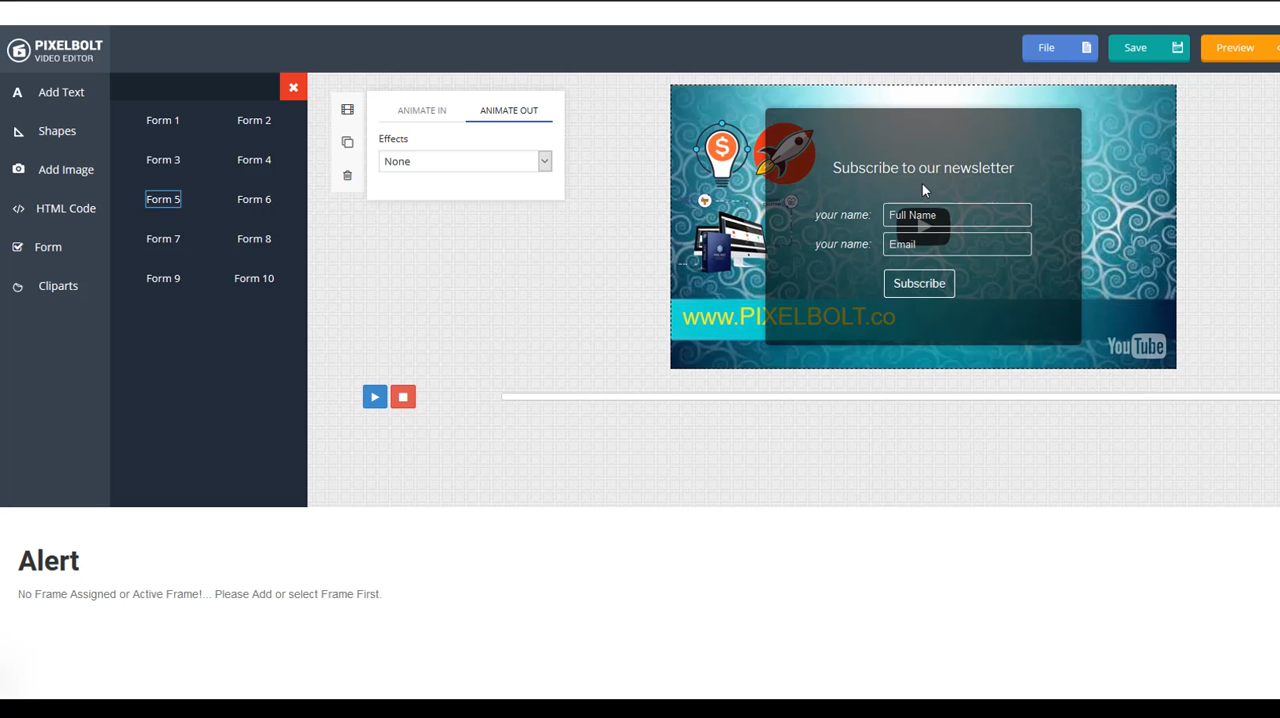 PIXELBOLT
VIDEO EDITOR
File
Save
Preview
Add Text
Shapes
Add Image
HTML Code
Form
Cliparts
Form 1
Form 2
Form 3
Form 4
Form 5
Form 6
Form 7
Form 8
Form 9
Form 10
ANIMATE IN
ANIMATE OUT
Effects
None
Subscribe to our newsletter
your name: Full Name
your name: Email
Subscribe
www.PIXELBOLT.co
YouTube
Alert
No Frame Assigned or Active Frame!... Please Add or select Frame First.